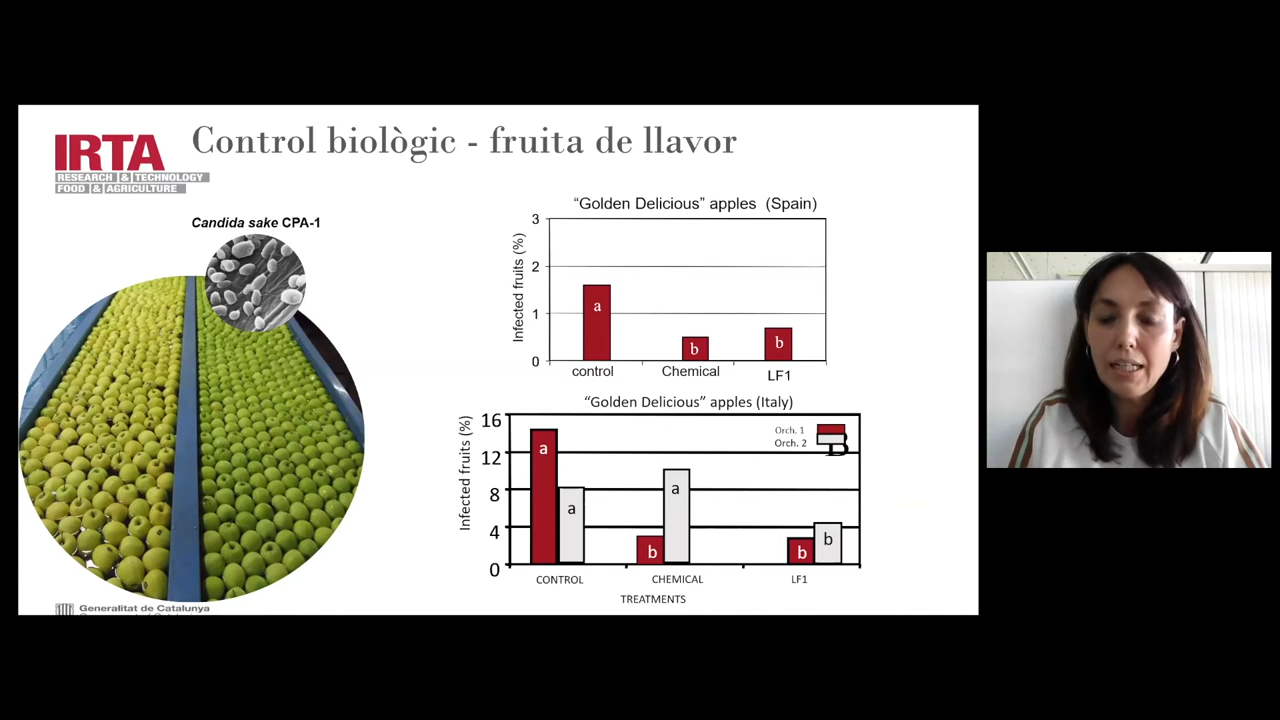 IRTA
RESEARCH & TECHNOLOGY
FOOD & AGRICULTURE
Control biològic - fruita de llavor
Candida sake CPA-1
“Golden Delicious” apples (Spain)
Infected fruits (%)
3
2
1
0
a
b
b
control
Chemical
LF1
“Golden Delicious” apples (Italy)
Infected fruits (%)
16
12
8
4
0
Orch. 1
Orch. 2
B
a
a
b
a
b
b
CONTROL
CHEMICAL
LF1
TREATMENTS
Generalitat de Catalunya